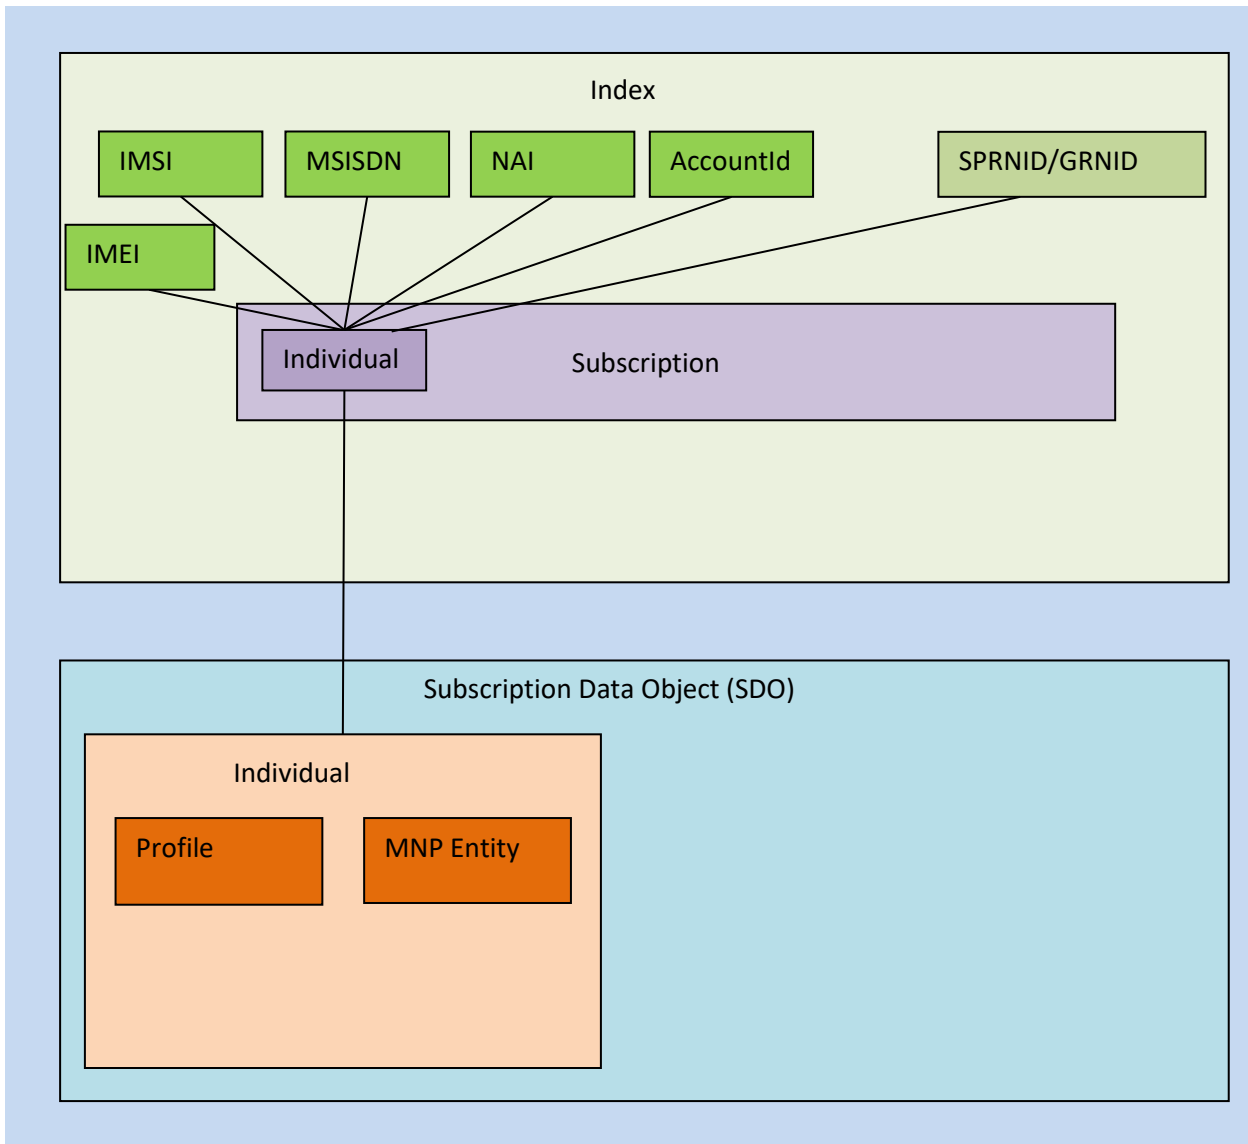 Index
IMSI
MSISDN
NAI
AccountId
SPRNID/GRNID
IMEI
Individual
Subscription
Subscription Data Object (SDO)
Individual
Profile
MNP Entity